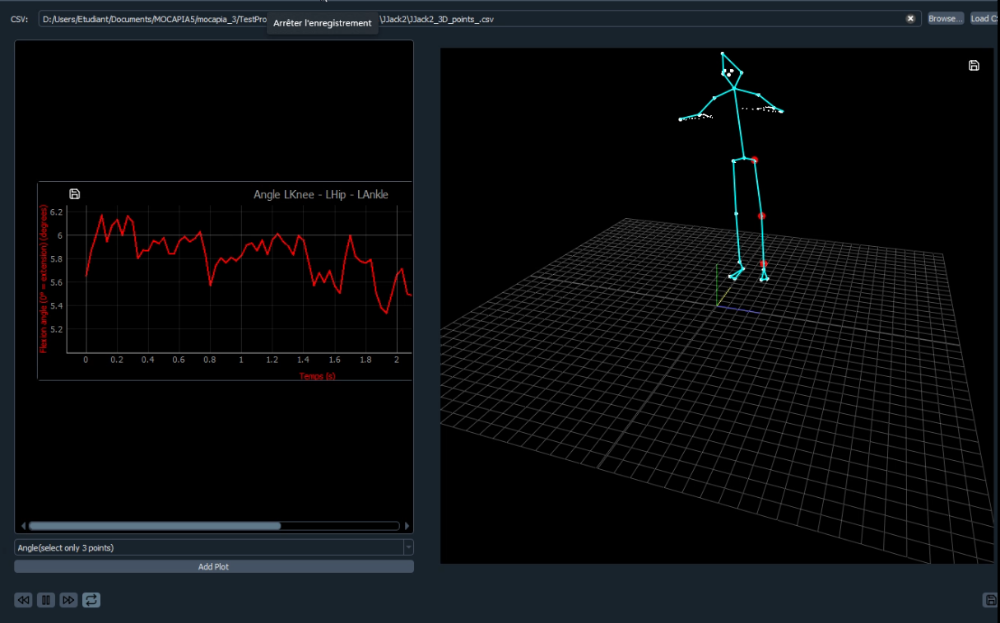 CSV: D:/Users/Etudiant/Documents/MOCAPIA5/mocapia_3/TestPro \JJack2\JJack2_3D_points_.csv Browse... Load C
Arrêter l'enregistrement
Angle LKnee - LHip - LAnkle
Flexion angle (0° = extension) (degrees)
6.2
6
5.8
5.6
5.4
5.2
0 0.2 0.4 0.6 0.8 1 1.2 1.4 1.6 1.8 2
Temps (s)
Angle(select only 3 points)
Add Plot